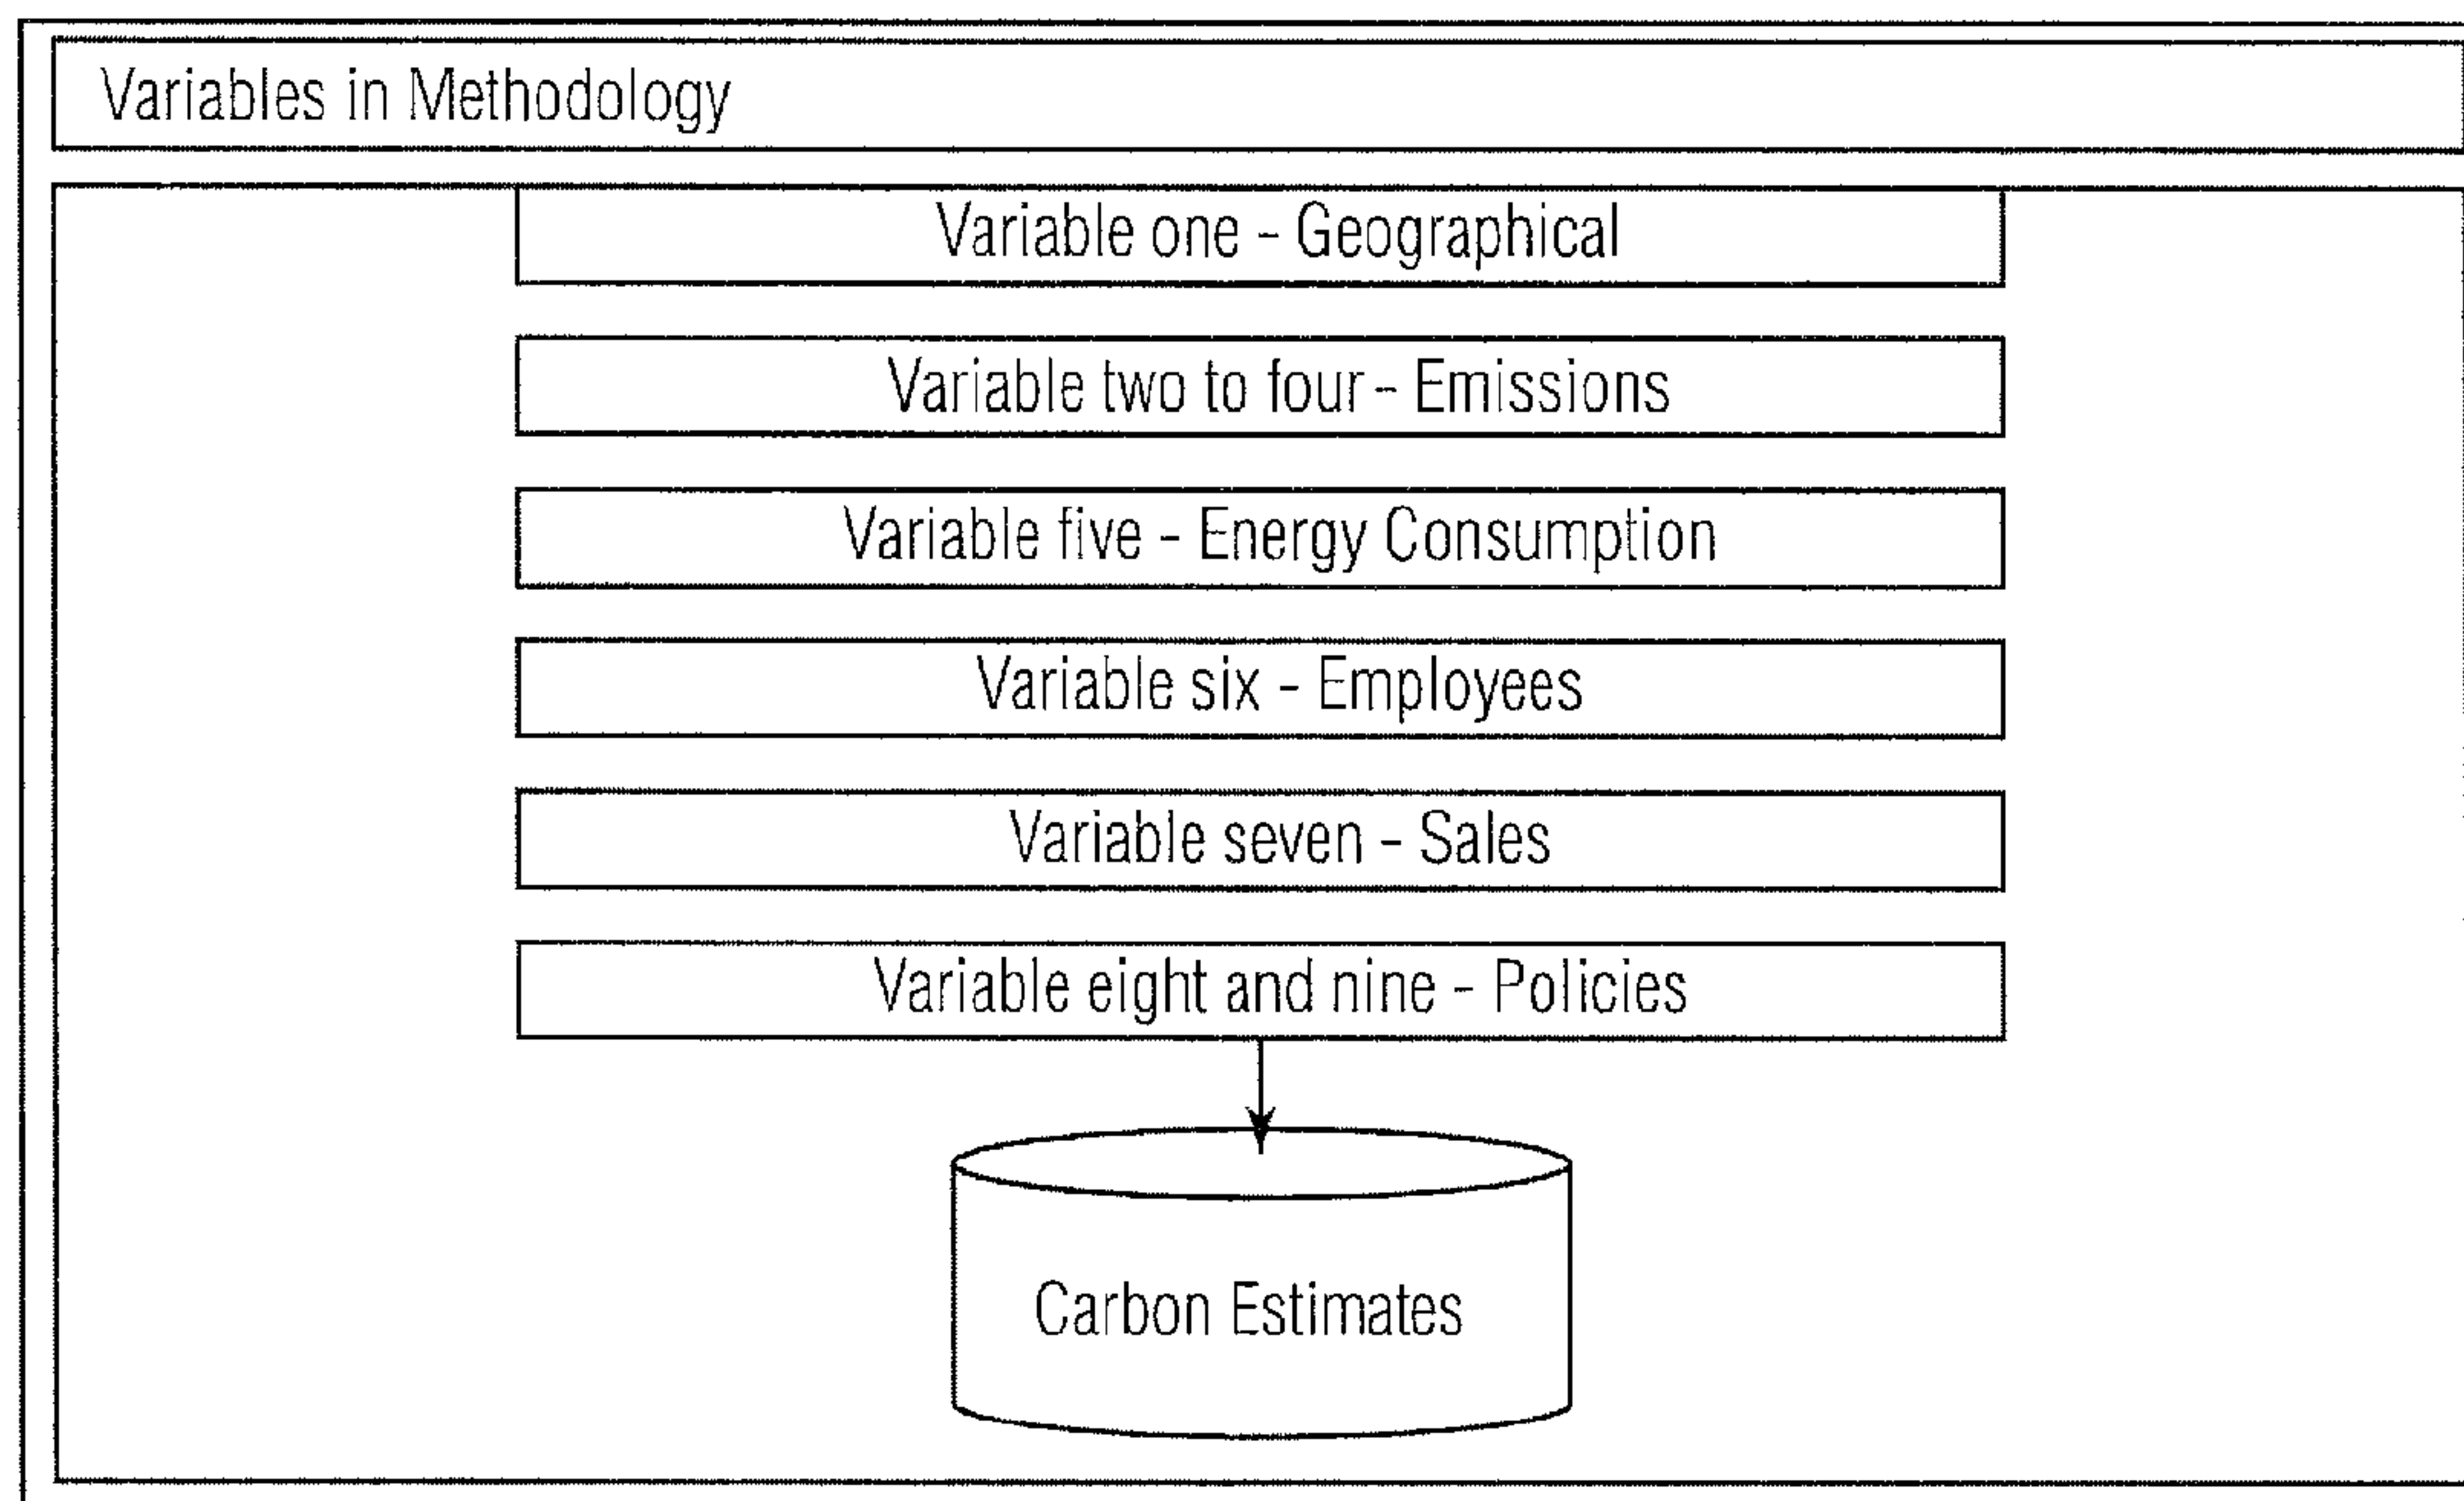 Variables in Methodology
Variable one - Geographical
Variable two to four - Emissions
Variable five - Energy Consumption
Variable six - Employees
Variable seven - Sales
Variable eight and nine - Policies
Carbon Estimates